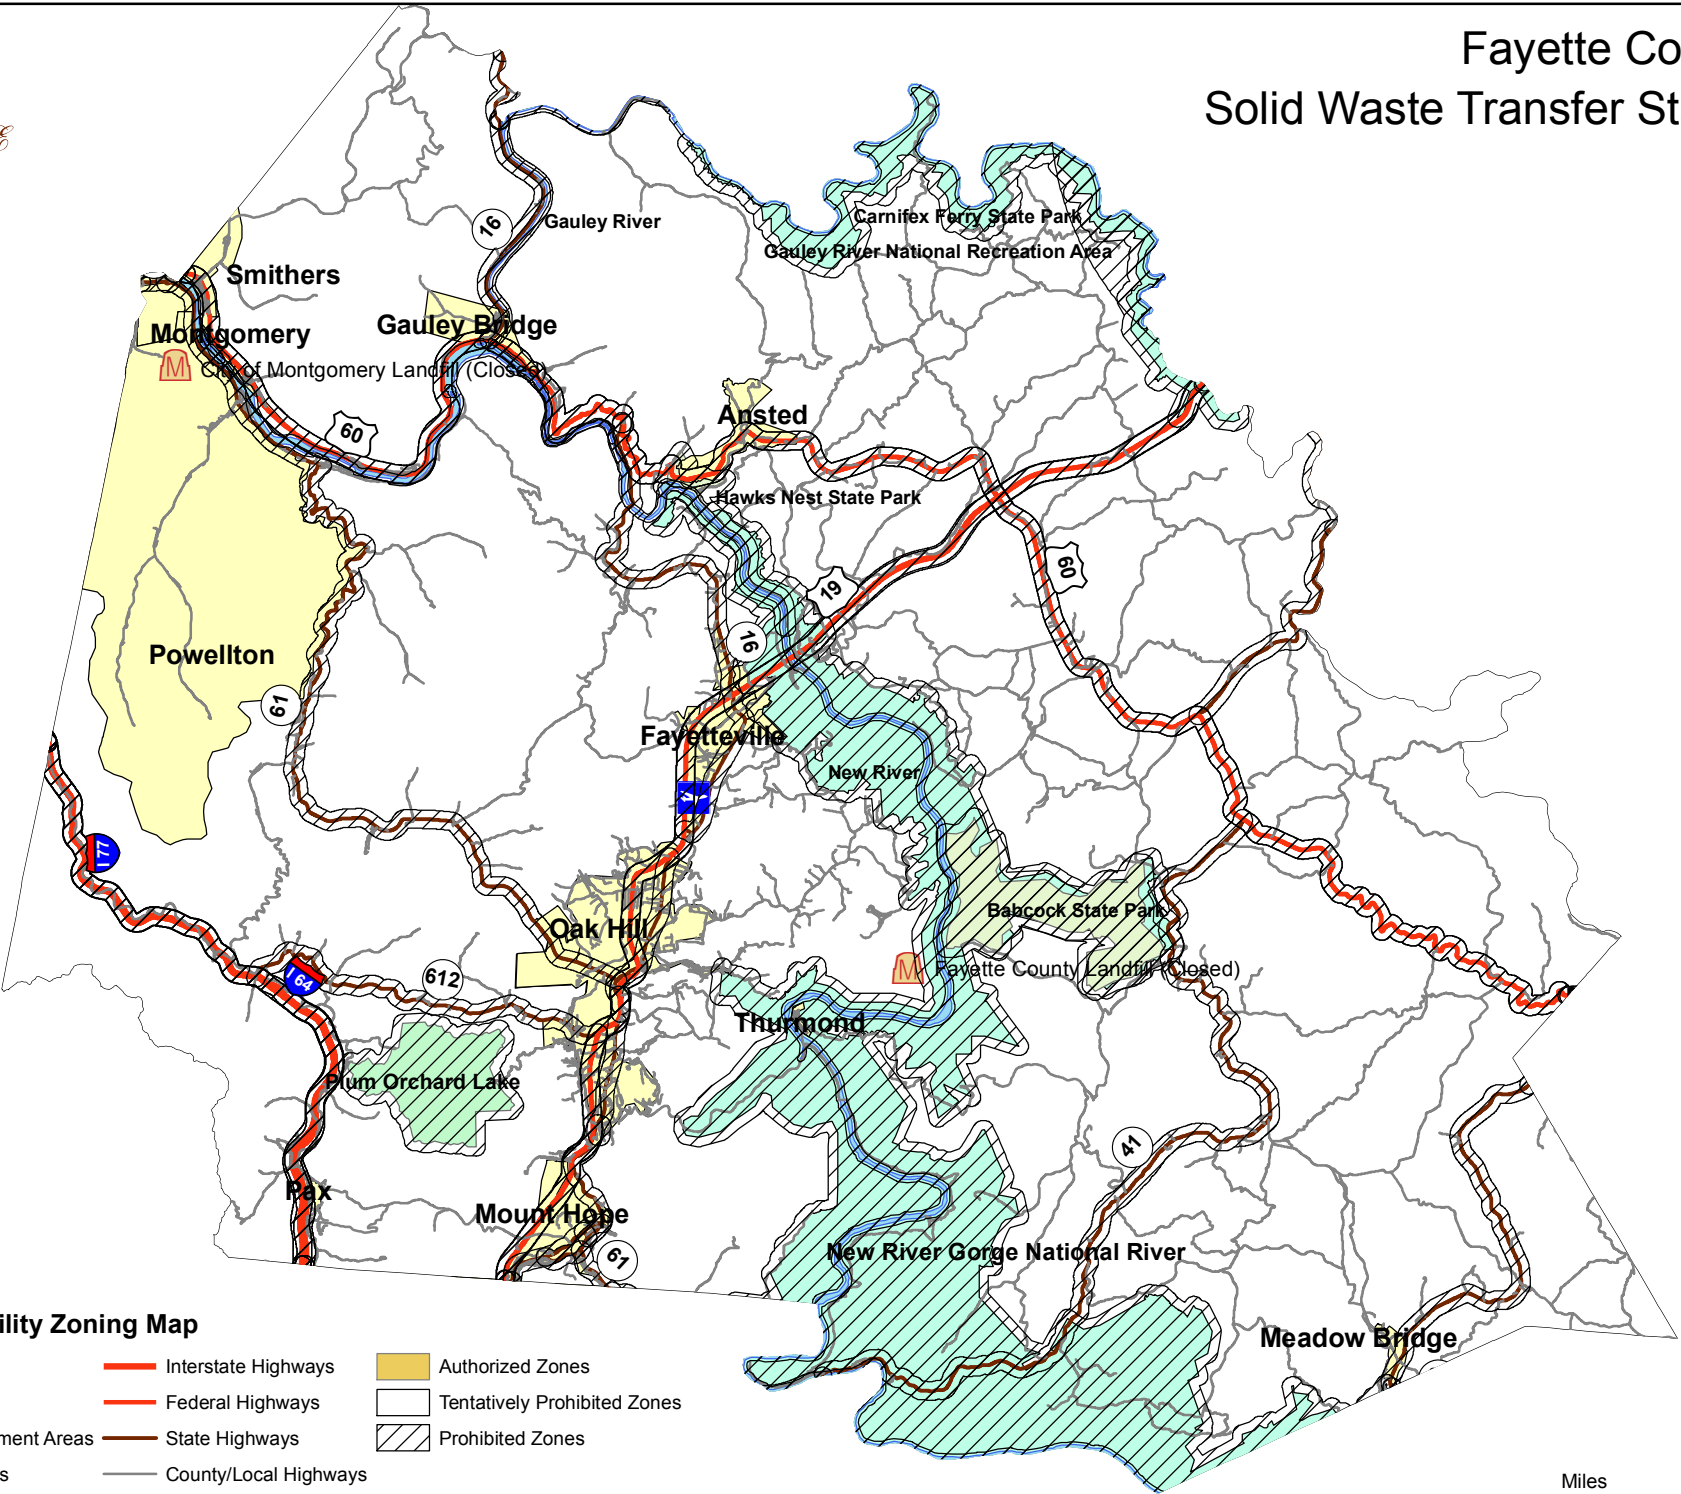 Fayette Co
Solid Waste Transfer St
16
Gauley River
Carnifex Ferry State Park
Gauley River National Recreation Area
Smithers
Montgomery
Gauley Bridge
M
City of Montgomery Landfill (Closed)
60
Ansted
Hawks Nest State Park
60
19
16
Powellton
61
Fayetteville
New River
I 77
Babcock State Park
Oak Hill
M
Fayette County Landfill (Closed)
612
I 64
Thurmond
Plum Orchard Lake
41
Pax
Mount Hope
61
New River Gorge National River
Meadow Bridge
ility Zoning Map
Interstate Highways
Authorized Zones
Federal Highways
Tentatively Prohibited Zones
ment Areas
State Highways
Prohibited Zones
s
County/Local Highways
Miles